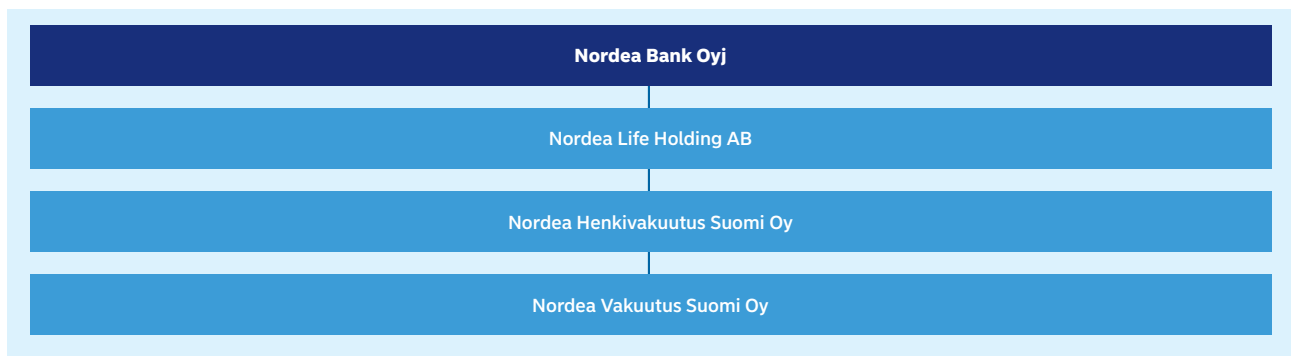 Nordea Bank Oyj
Nordea Life Holding AB
Nordea Henkivakuutus Suomi Oy
Nordea Vakuutus Suomi Oy